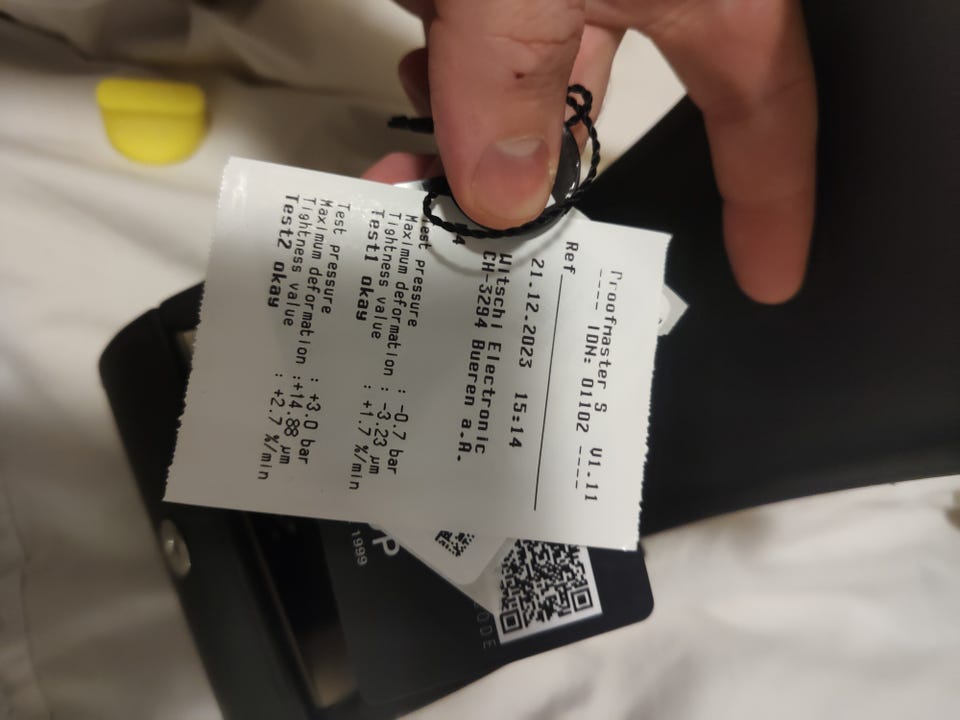 Proofmaster S V1.11
---- IDN: 01102 ----
Ref
21.12.2023 15:14
Witschi Electronic
CH-3294 Bueren a.A.
4
Test pressure : -0.7 bar
Maximum deformation : -3.23 µm
Tightness value : +1.7 %/min
Test1 okay
Test pressure : +3.0 bar
Maximum deformation :+14.88 µm
Tightness value : +2.7 %/min
Test2 okay
P
1999